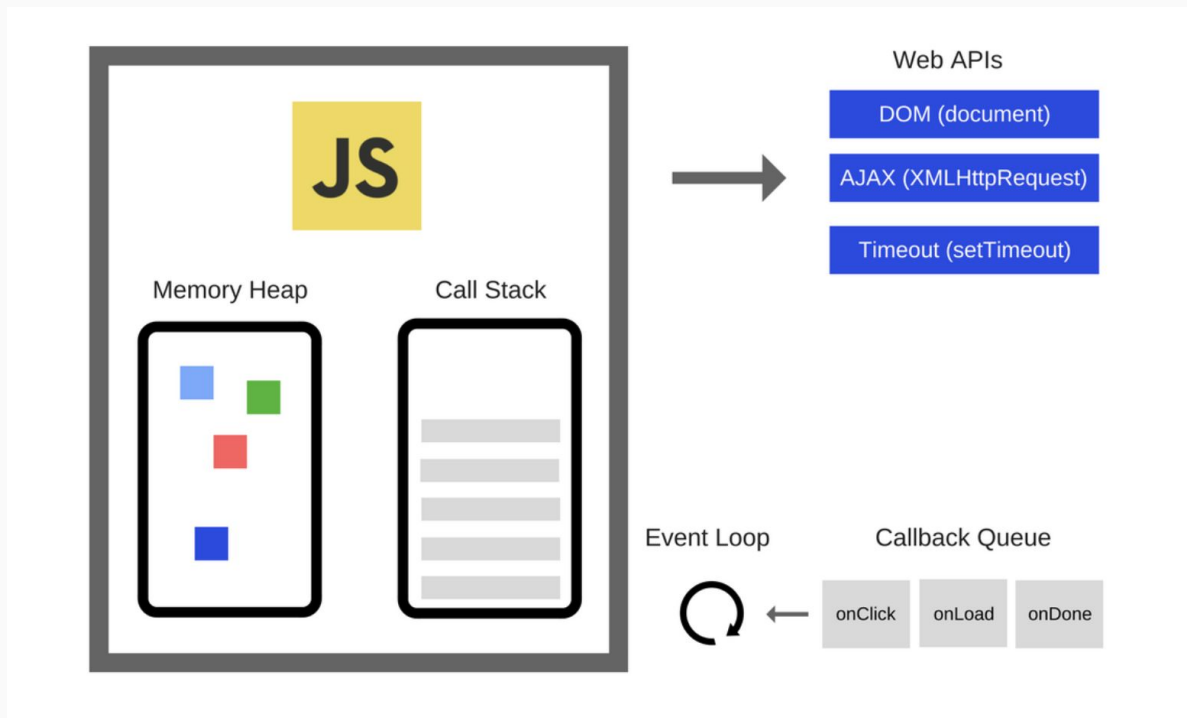 JS
Memory Heap
Call Stack
Web APIs
DOM (document)
AJAX (XMLHttpRequest)
Timeout (setTimeout)
Event Loop
Callback Queue
onClick
onLoad
onDone